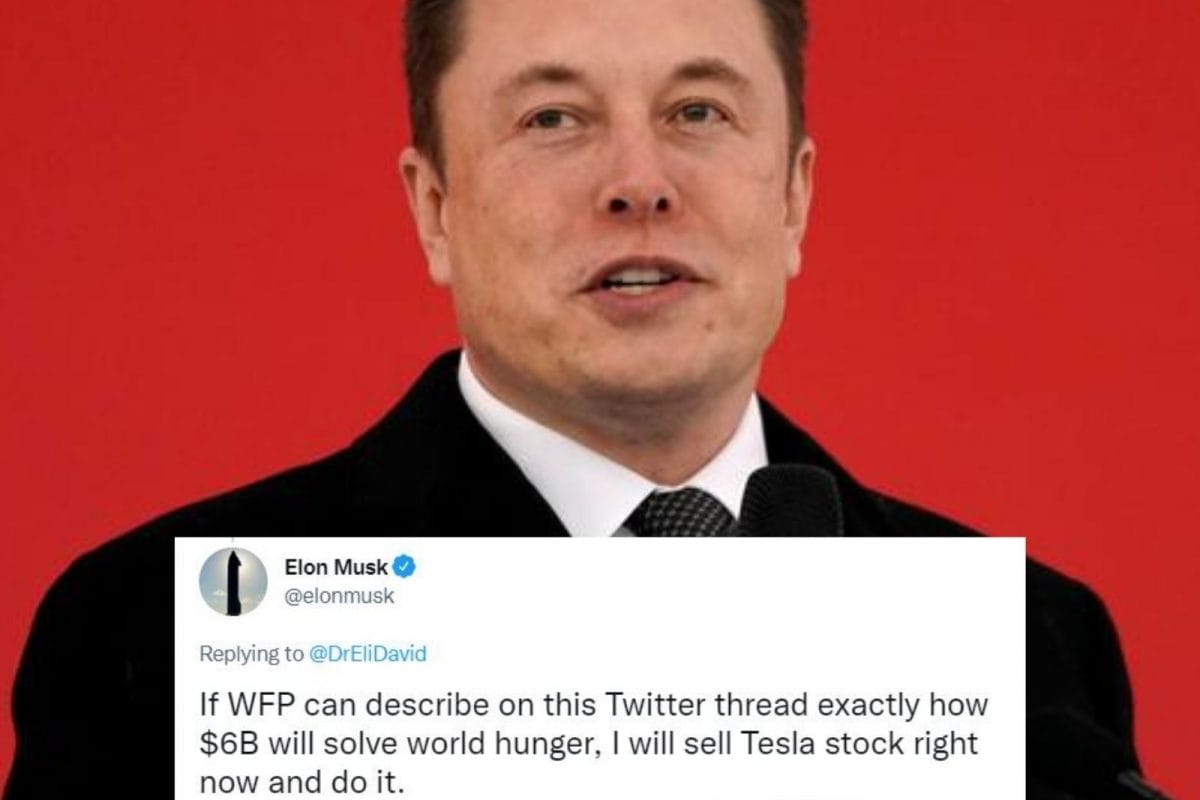 Elon Musk
@elonmusk
Replying to @DrEliDavid
If WFP can describe on this Twitter thread exactly how
$6B will solve world hunger, I will sell Tesla stock right
now and do it.